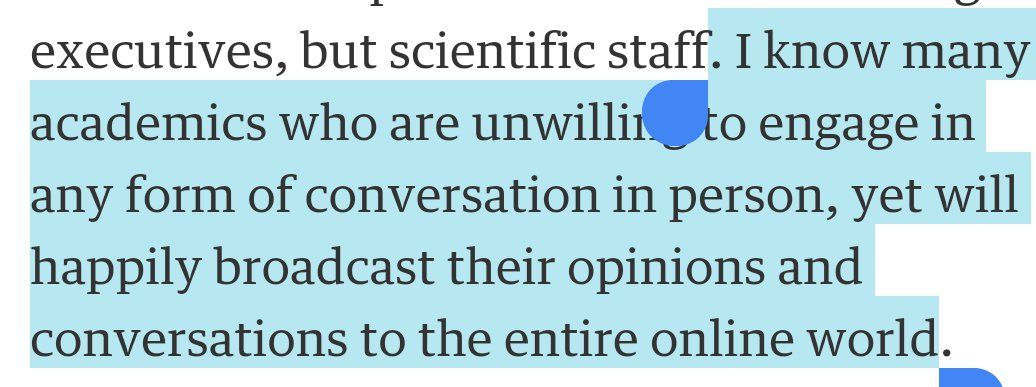 executives, but scientific staff. I know many
academics who are unwilling to engage in
any form of conversation in person, yet will
happily broadcast their opinions and
conversations to the entire online world.